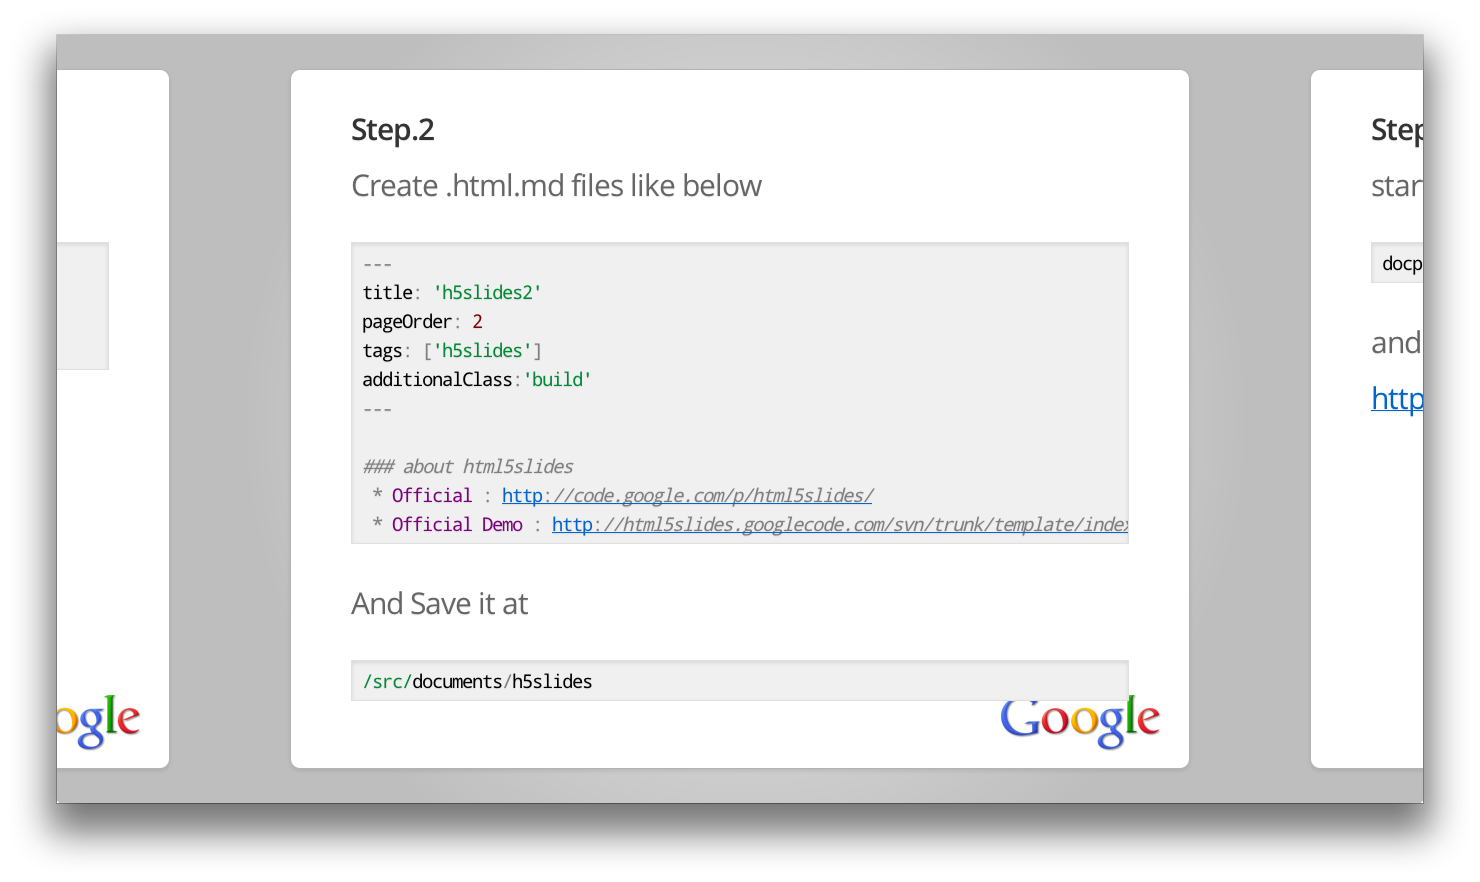 Step.2
Create .html.md files like below
---
title: 'h5slides2'
pageOrder: 2
tags: ['h5slides']
additionalClass:'build'
---
### about html5slides
* Official : http://code.google.com/p/html5slides/
* Official Demo : http://html5slides.googlecode.com/svn/trunk/template/index
And Save it at
/src/documents/h5slides
Google
ogle
Step
star
docp
and
http